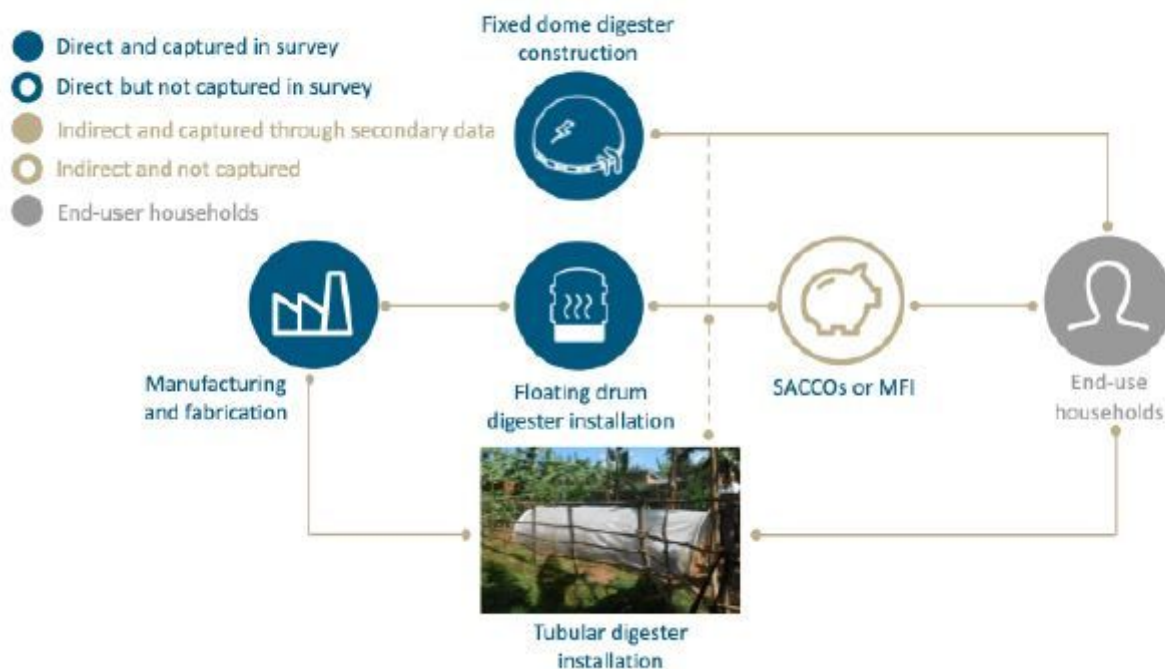 Direct and captured in survey
Direct but not captured in survey
Indirect and captured through secondary data
Indirect and not captured
End-user households
Fixed dome digester
construction
Manufacturing
and fabrication
Floating drum
digester installation
SACCOs or MFI
End-use
households
Tubular digester
installation